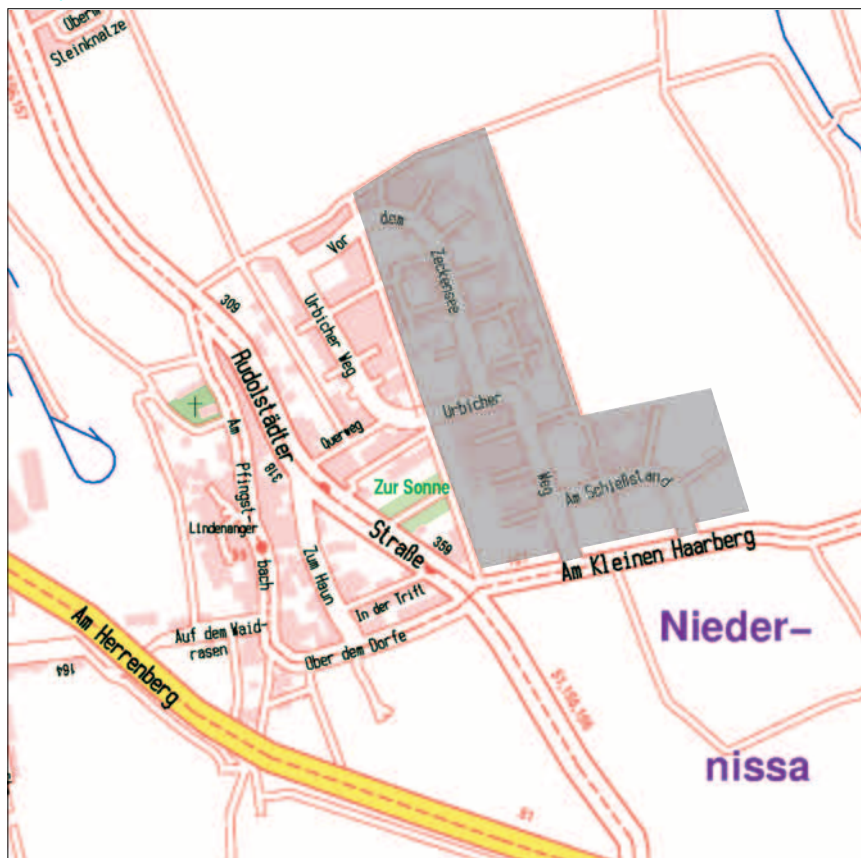 Steinknalze
Vor
dem
Zeckensee
309
Urbicher Weg
Rudolstädter
Straße
Urbicher
Weg
Querweg
Am
Pfingst-
bach
318
Zur Sonne
Am Schießstand
Lindenanger
359
Zum Haun
Am Kleinen Haarberg
In der Trift
Auf dem Waid-
rasen
Über dem Dorfe
Am Herrenberg
164
Nieder–
nissa
51